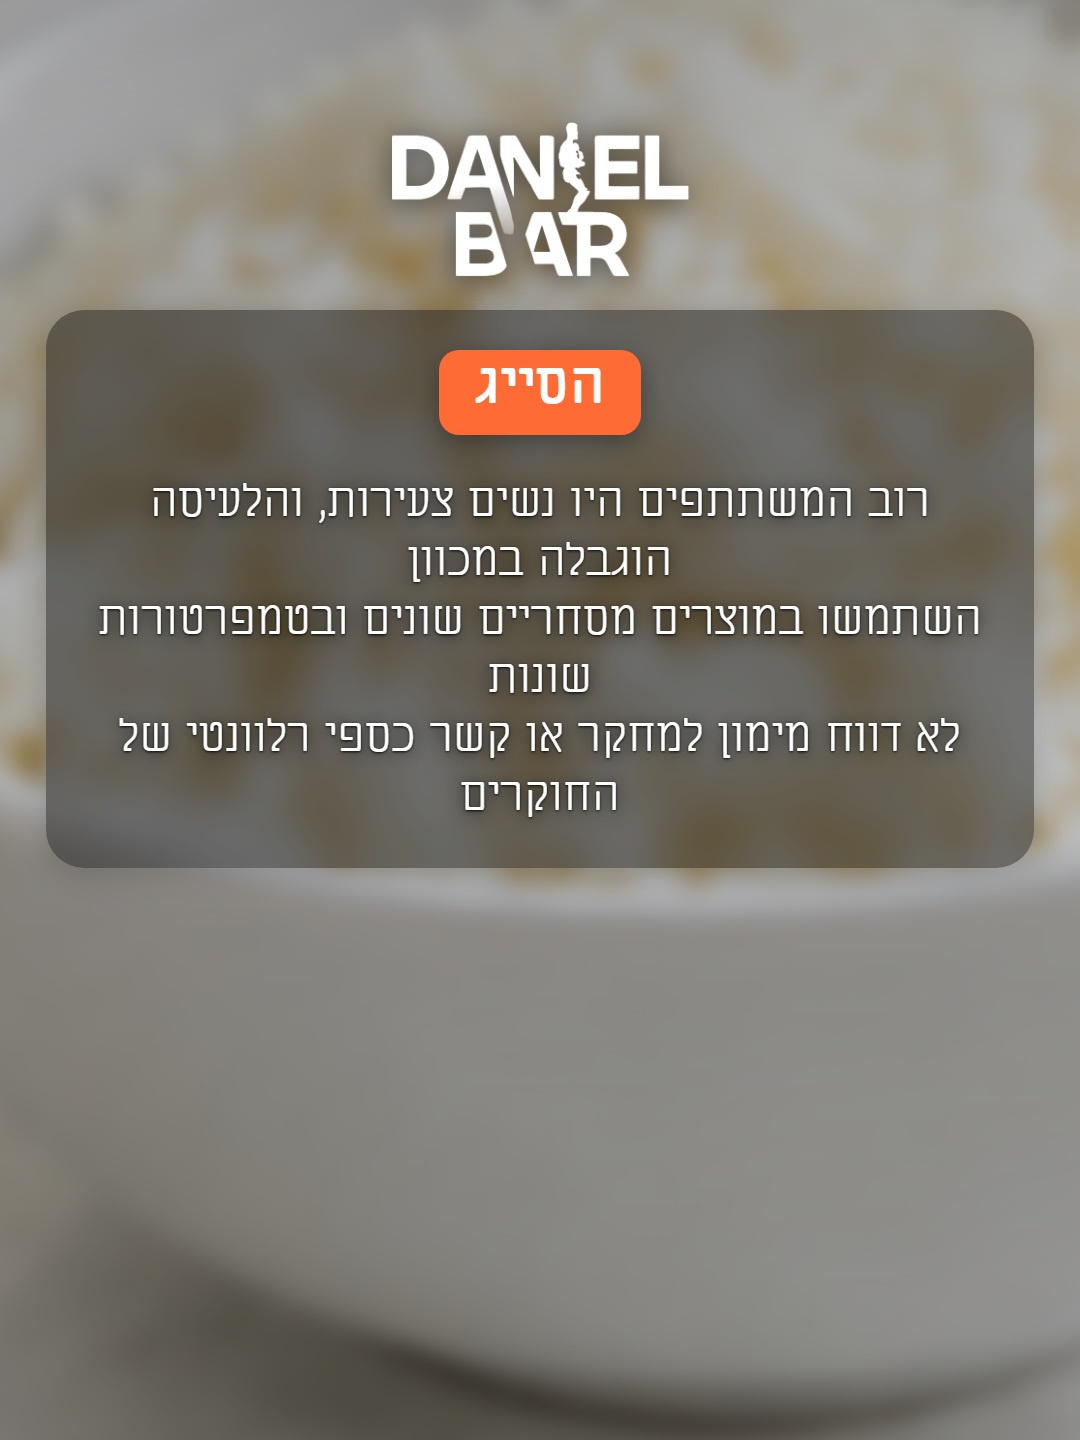 DANIEL
BAR
הסייג
רוב המשתתפים היו נשים צעירות, והלעיסה
הוגבלה במכוון
השתמשו במוצרים מסחריים שונים ובטמפרטורות
שונות
לא דווח מימון למחקר או קשר כספי רלוונטי של
החוקרים